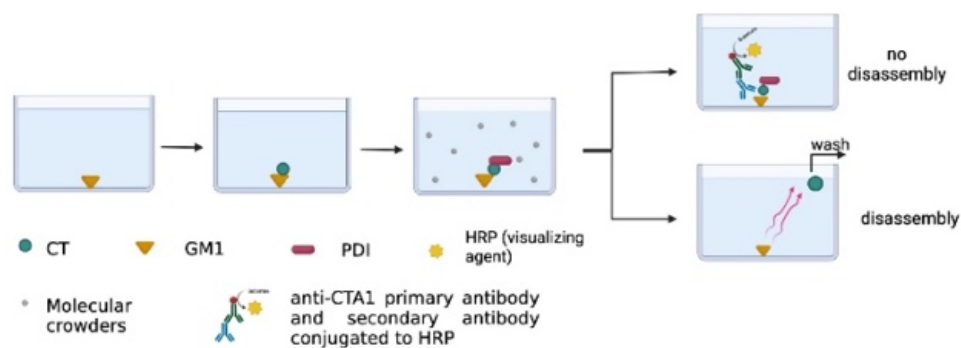 no
disassembly
wash
disassembly
CT
GM1
PDI
HRP (visualizing
agent)
Molecular
crowders
anti-CTA1 primary antibody
and secondary antibody
conjugated to HRP